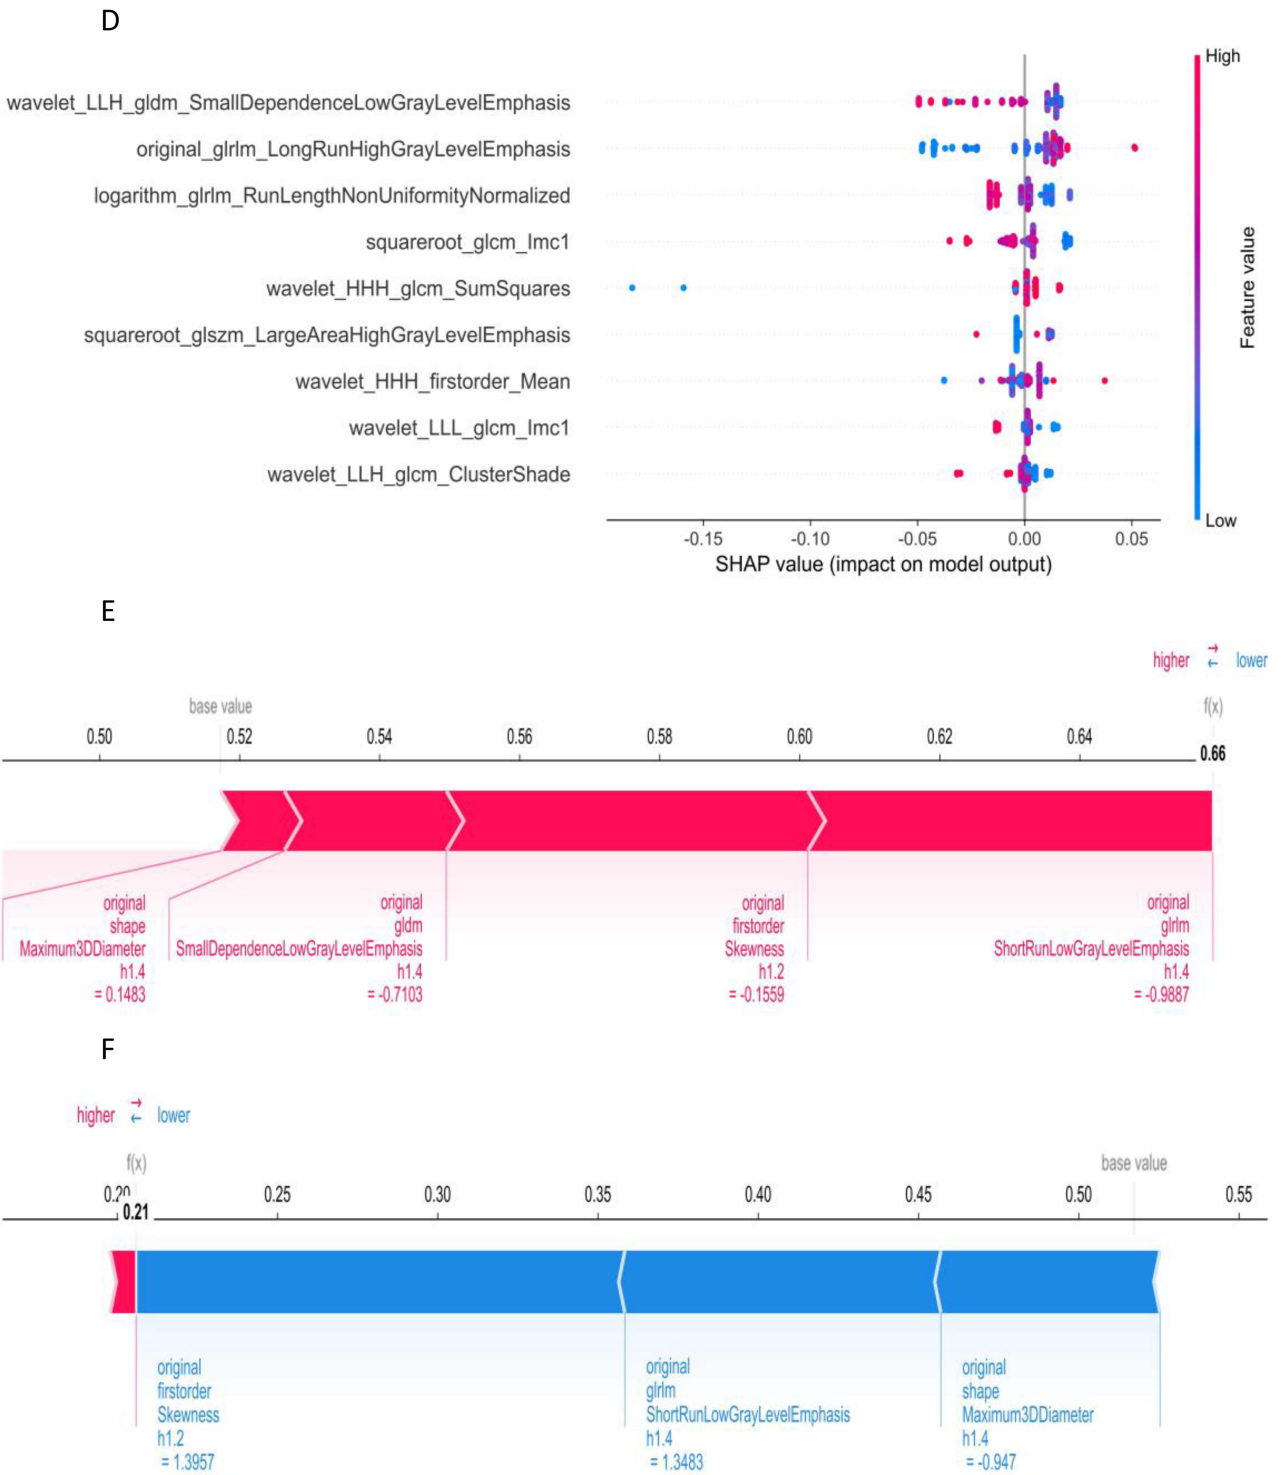 D
High
wavelet_LLH_gldm_SmallDependenceLowGrayLevelEmphasis
original_glrlm_LongRunHighGrayLevelEmphasis
logarithm_glrlm_RunLengthNonUniformityNormalized
squareroot_glcm_Imc1
wavelet_HHH_glcm_SumSquares
squareroot_glszm_LargeAreaHighGrayLevelEmphasis
wavelet_HHH_firstorder_Mean
wavelet_LLL_glcm_Imc1
wavelet_LLH_glcm_ClusterShade
Feature value
Low
-0.15 -0.10 -0.05 0.00 0.05
SHAP value (impact on model output)
E
higher → ← lower
base value f(x)
0.50 0.52 0.54 0.56 0.58 0.60 0.62 0.64 0.66
original
shape
Maximum3DDiameter
h1.4
= 0.1483
original
gldm
SmallDependenceLowGrayLevelEmphasis
h1.4
= -0.7103
original
firstorder
Skewness
h1.2
= -0.1559
original
glrlm
ShortRunLowGrayLevelEmphasis
h1.4
= -0.9887
F
higher → ← lower
f(x) base value
0.20 0.25 0.30 0.35 0.40 0.45 0.50 0.55
0.21
original
firstorder
Skewness
h1.2
= 1.3957
original
glrlm
ShortRunLowGrayLevelEmphasis
h1.4
= 1.3483
original
shape
Maximum3DDiameter
h1.4
= -0.947